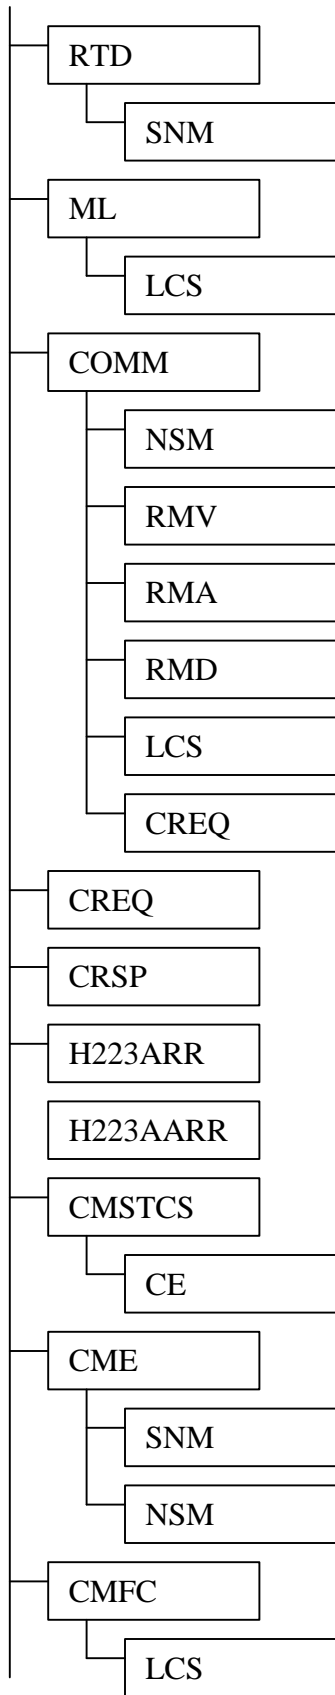 RTD
SNM
ML
LCS
COMM
NSM
RMV
RMA
RMD
LCS
CREQ
CREQ
CRSP
H223ARR
H223AARR
CMSTCS
CE
CME
SNM
NSM
CMFC
LCS